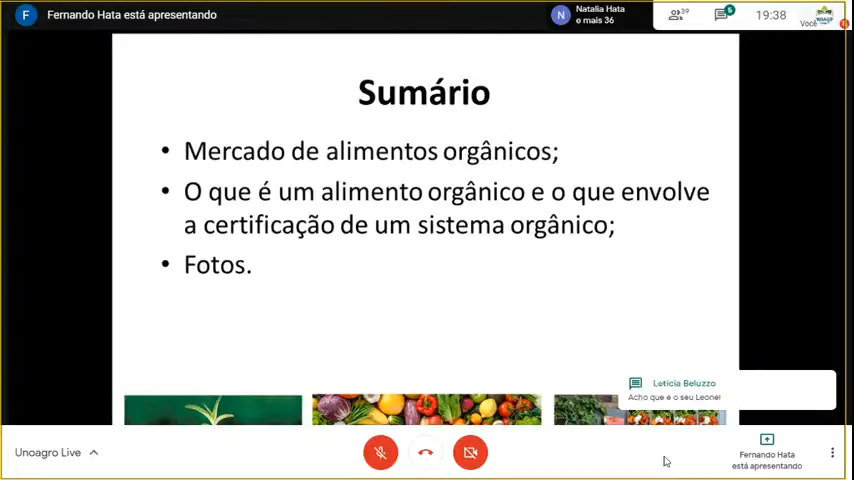 F Fernando Hata está apresentando
N Natalia Hata
e mais 36
39
5
19:38
Você
Sumário
• Mercado de alimentos orgânicos;
• O que é um alimento orgânico e o que envolve
a certificação de um sistema orgânico;
• Fotos.
Leticia Beluzzo
Acho que é o seu Leone!
Unoagro Live
Fernando Hata
está apresentando